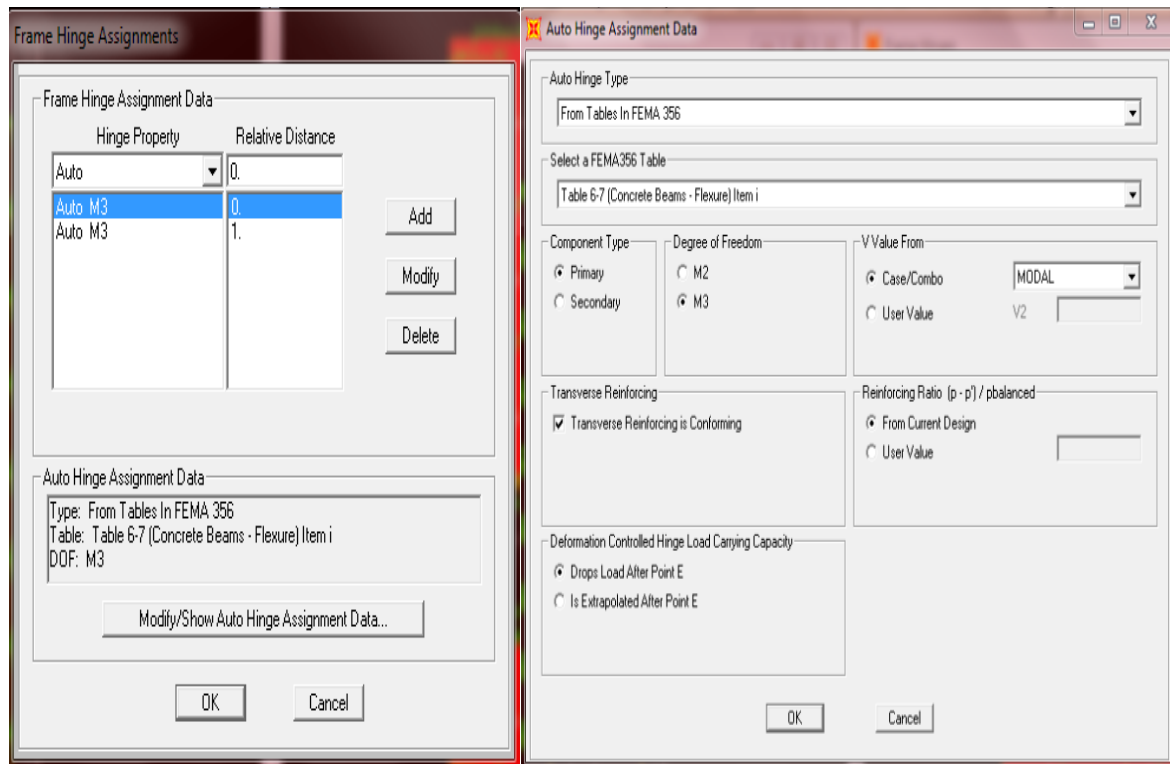 Frame Hinge Assignments
Frame Hinge Assignment Data
Hinge Property Relative Distance
Auto 0.
Auto M3 0.
Auto M3 1.
Add
Modify
Delete
Auto Hinge Assignment Data
Type: From Tables In FEMA 356
Table: Table 6-7 (Concrete Beams - Flexure) Item i
DOF: M3
Modify/Show Auto Hinge Assignment Data...
OK Cancel
Auto Hinge Assignment Data
Auto Hinge Type
From Tables In FEMA 356
Select a FEMA356 Table
Table 6-7 (Concrete Beams - Flexure) Item i
Component Type
Primary
Secondary
Degree of Freedom
M2
M3
V Value From
Case/Combo MODAL
User Value V2
Transverse Reinforcing
Transverse Reinforcing is Conforming
Reinforcing Ratio (p - p') / pbalanced
From Current Design
User Value
Deformation Controlled Hinge Load Carrying Capacity
Drops Load After Point E
Is Extrapolated After Point E
OK Cancel